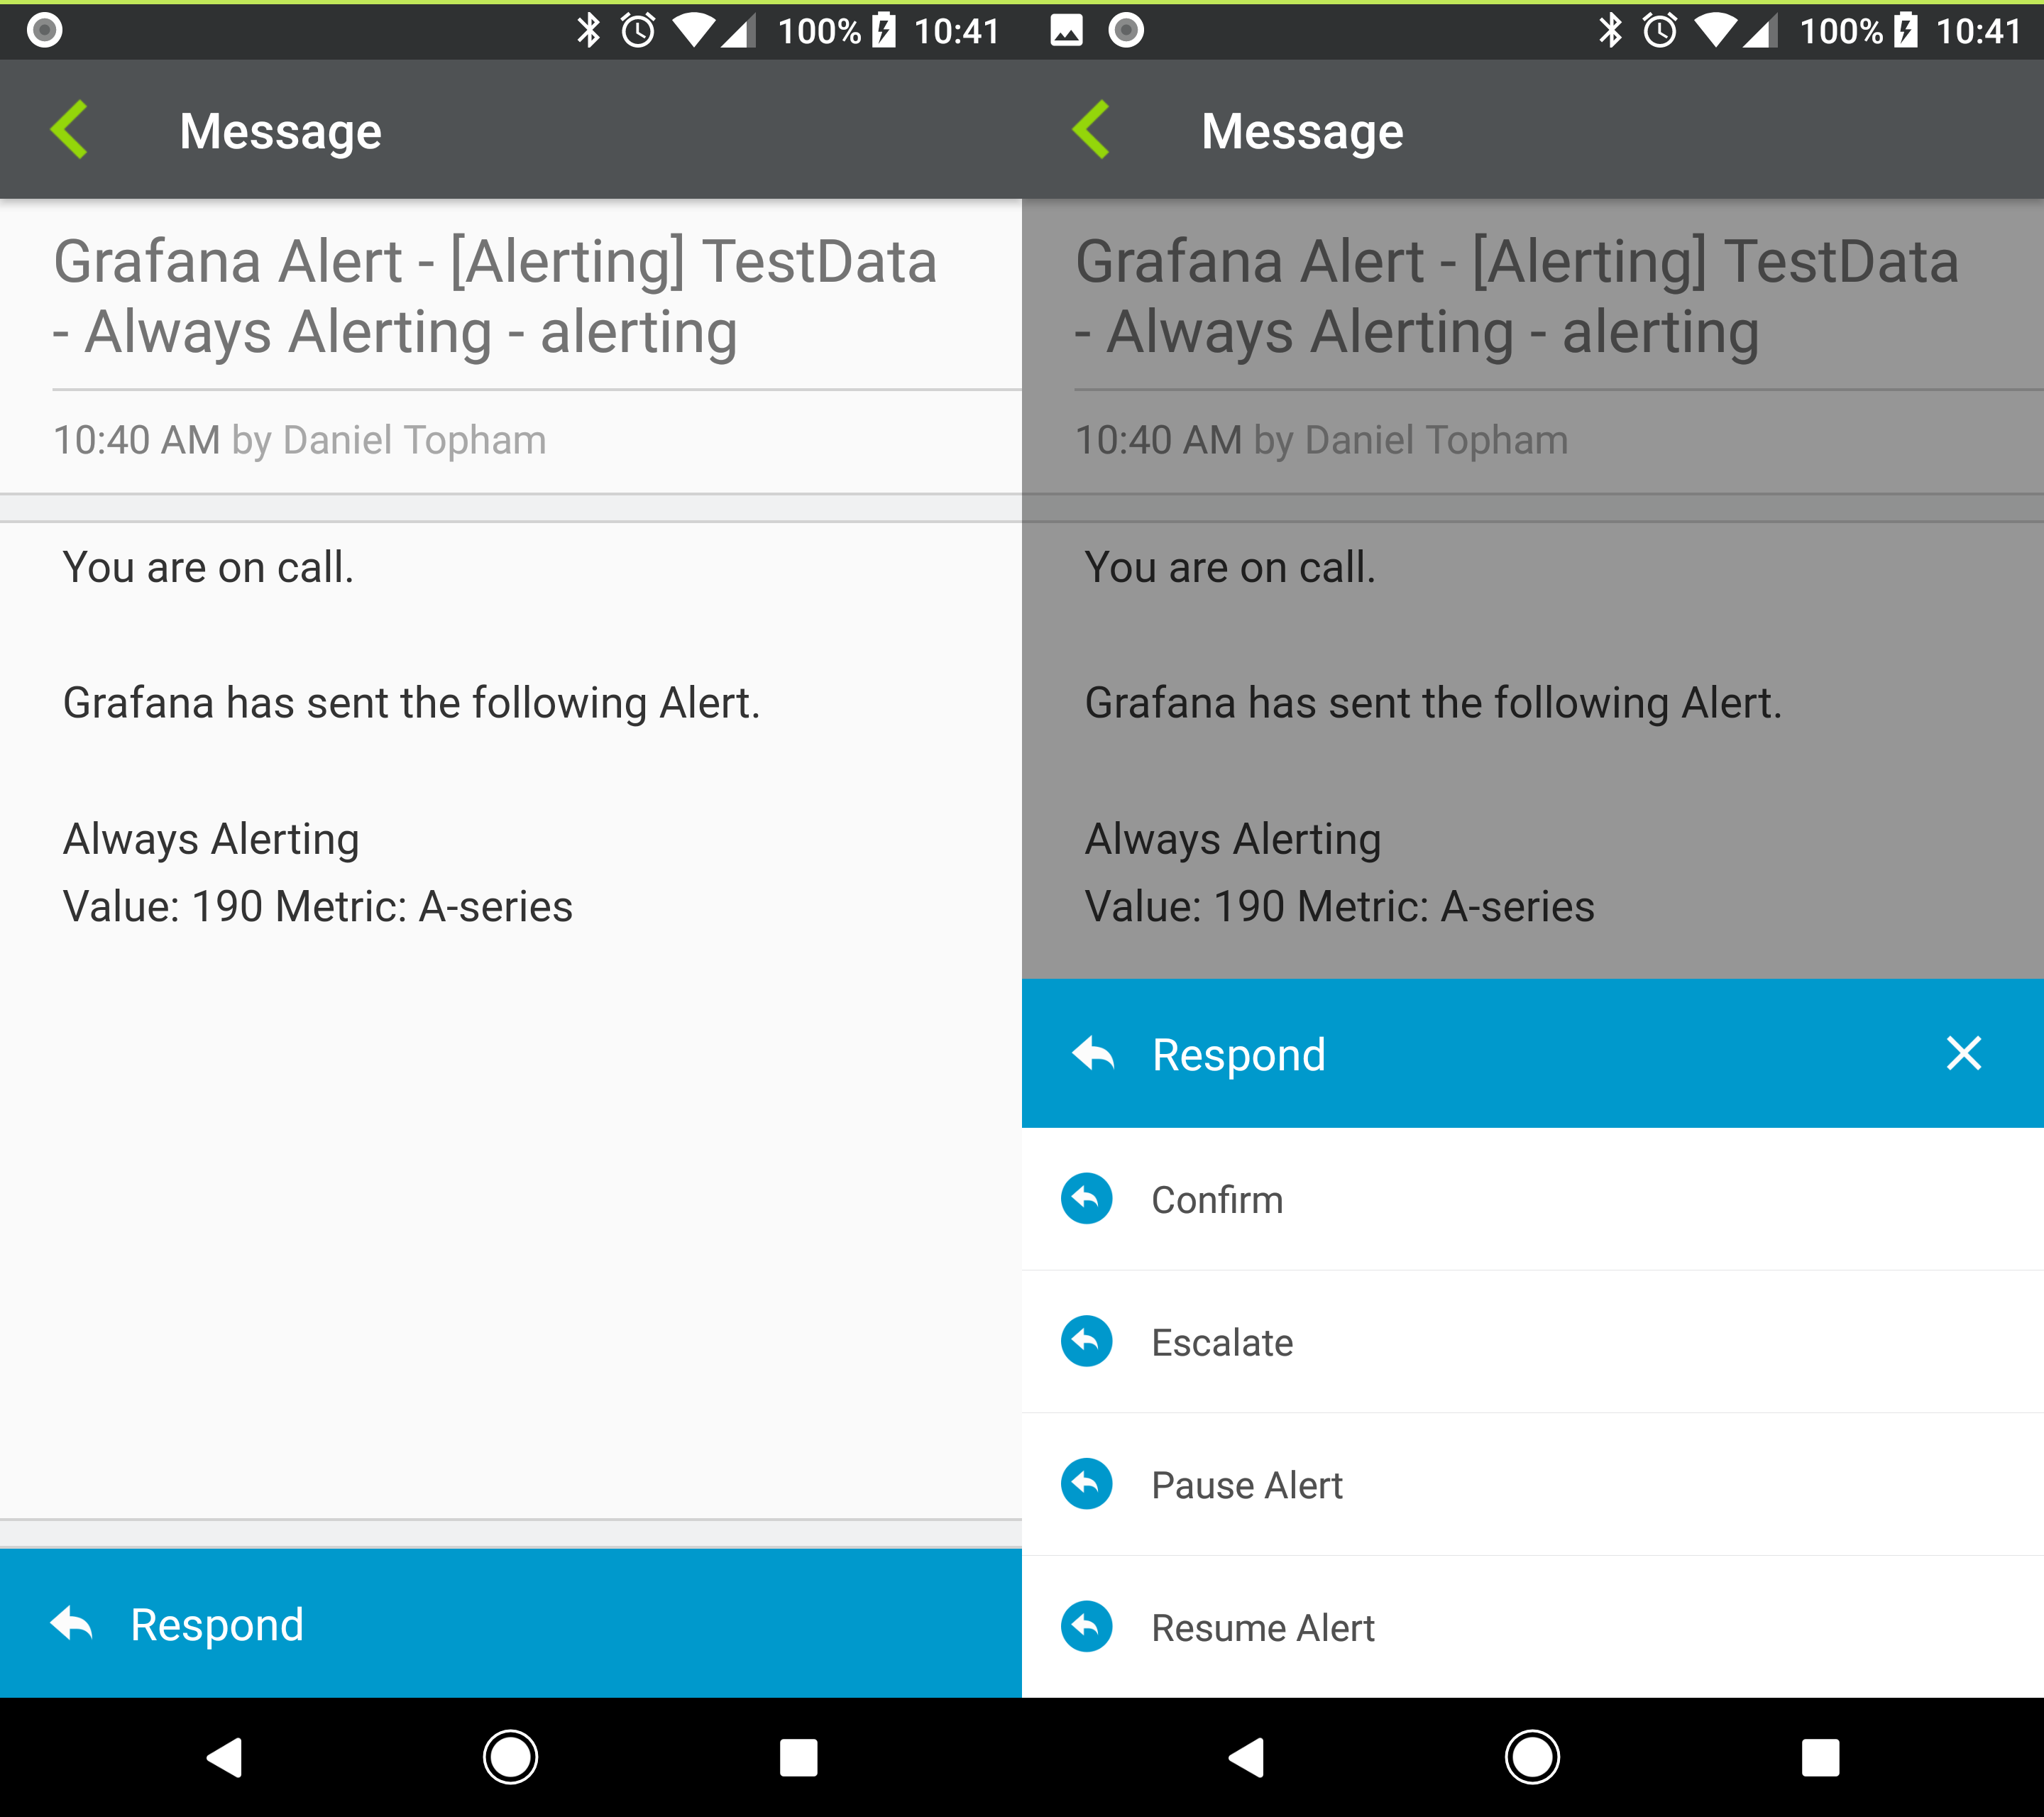 100% 10:41
Message
Grafana Alert - [Alerting] TestData
- Always Alerting - alerting
10:40 AM by Daniel Topham
You are on call.
Grafana has sent the following Alert.
Always Alerting
Value: 190 Metric: A-series
Respond
100% 10:41
Message
Grafana Alert - [Alerting] TestData
- Always Alerting - alerting
10:40 AM by Daniel Topham
You are on call.
Grafana has sent the following Alert.
Always Alerting
Value: 190 Metric: A-series
Respond
Confirm
Escalate
Pause Alert
Resume Alert